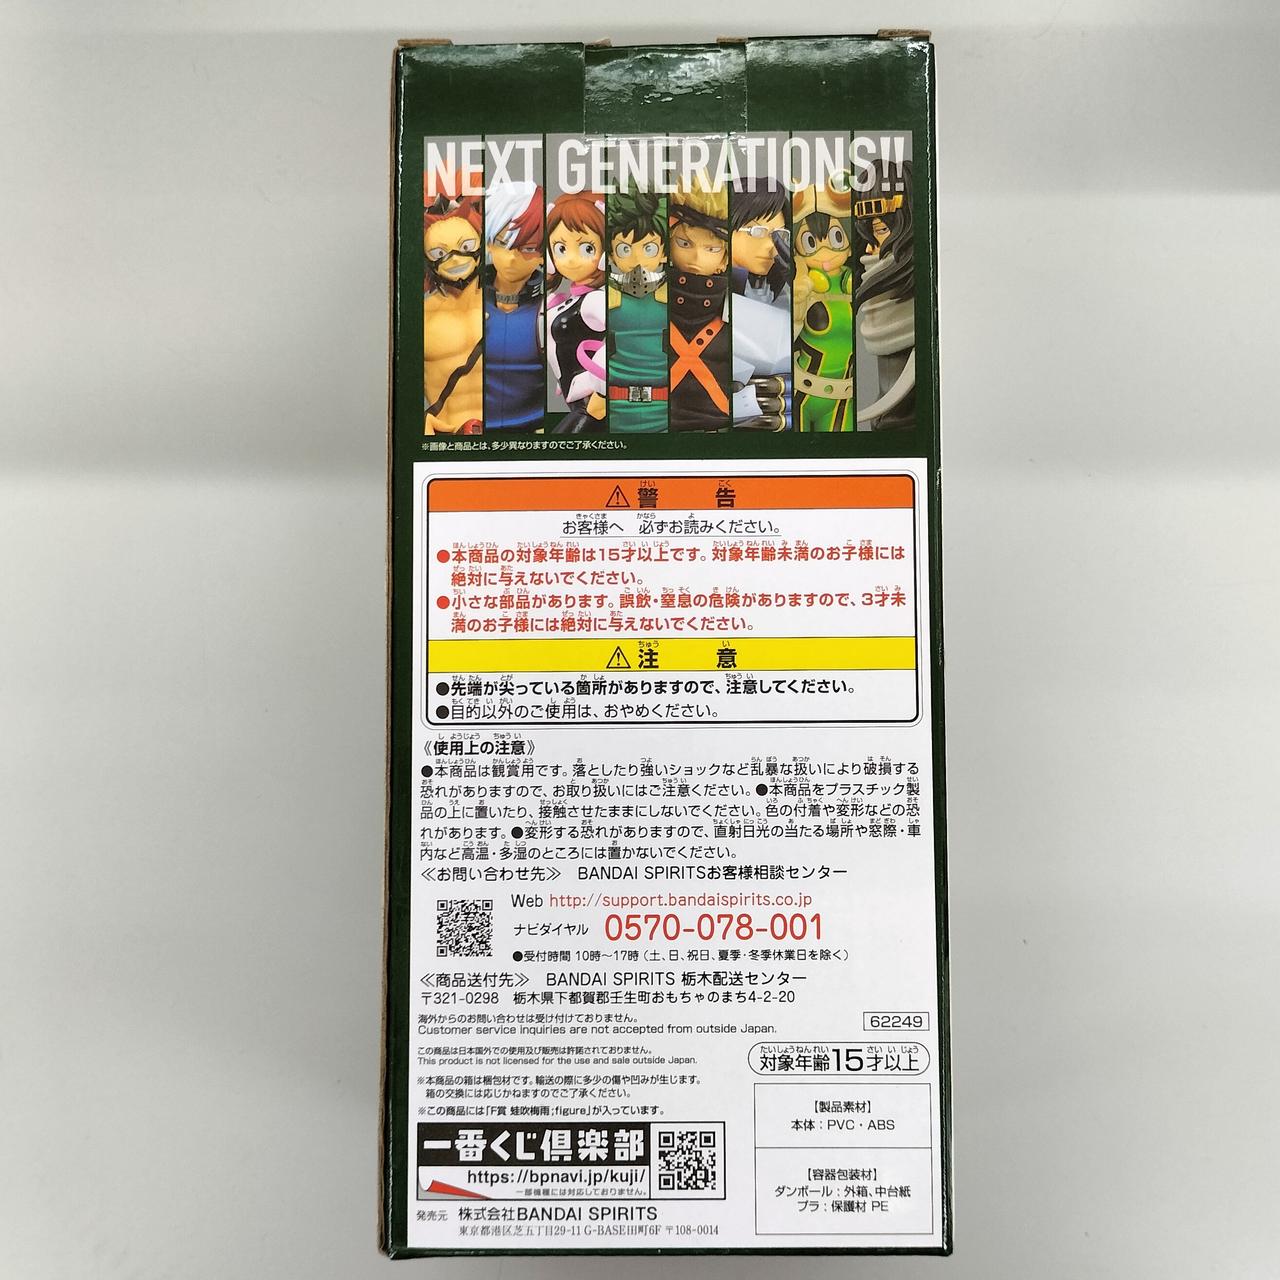 NEXT GENERATIONS!!
※画像と商品とは、多少異なりますのでご了承ください。
⚠警告
お客様へ 必ずお読みください。
●本商品の対象年齢は15才以上です。対象年齢未満のお子様には
絶対に与えないでください。
●小さな部品があります。誤飲・窒息の危険がありますので、3才未
満のお子様には絶対に与えないでください。
⚠注意
●先端が尖っている箇所がありますので、注意してください。
●目的以外のご使用は、おやめください。
《使用上の注意》
●本商品は観賞用です。落としたり強いショックなど乱暴な扱いにより破損する
恐れがありますので、お取り扱いにはご注意ください。●本商品をプラスチック製
品の上に置いたり、接触させたままにしないでください。色の付着や変形などの恐
れがあります。●変形する恐れがありますので、直射日光の当たる場所や窓際・車
内など高温・多湿のところには置かないでください。
≪お問い合わせ先≫ BANDAI SPIRITSお客様相談センター
Web http://support.bandaispirits.co.jp
ナビダイヤル 0570-078-001
●受付時間 10時〜17時（土、日、祝日、夏季・冬季休業日を除く）
≪商品送付先≫ BANDAI SPIRITS 栃木配送センター
〒321-0298 栃木県下都賀郡壬生町おもちゃのまち4-2-20
海外からのお問い合わせは受け付けておりません。
Customer service inquiries are not accepted from outside Japan.
62249
この商品は日本国外での使用及び販売は許諾されておりません。
This product is not licensed for the use and sale outside Japan.
対象年齢15才以上
※本商品の箱は梱包材です。輸送の際に多少の傷や凹みが生じます。
箱の交換には応じかねますのでご了承ください。
※この商品には「F賞 蛙吹梅雨;figure」が入っています。
【製品素材】
本体：PVC・ABS
一番くじ倶楽部
https://bpnavi.jp/kuji/
一部機種には対応しておりません。
【容器包装材】
ダンボール：外箱、中台紙
プラ：保護材 PE
発売元 株式会社BANDAI SPIRITS
東京都港区芝五丁目29-11 G-BASE田町6F 〒108-0014